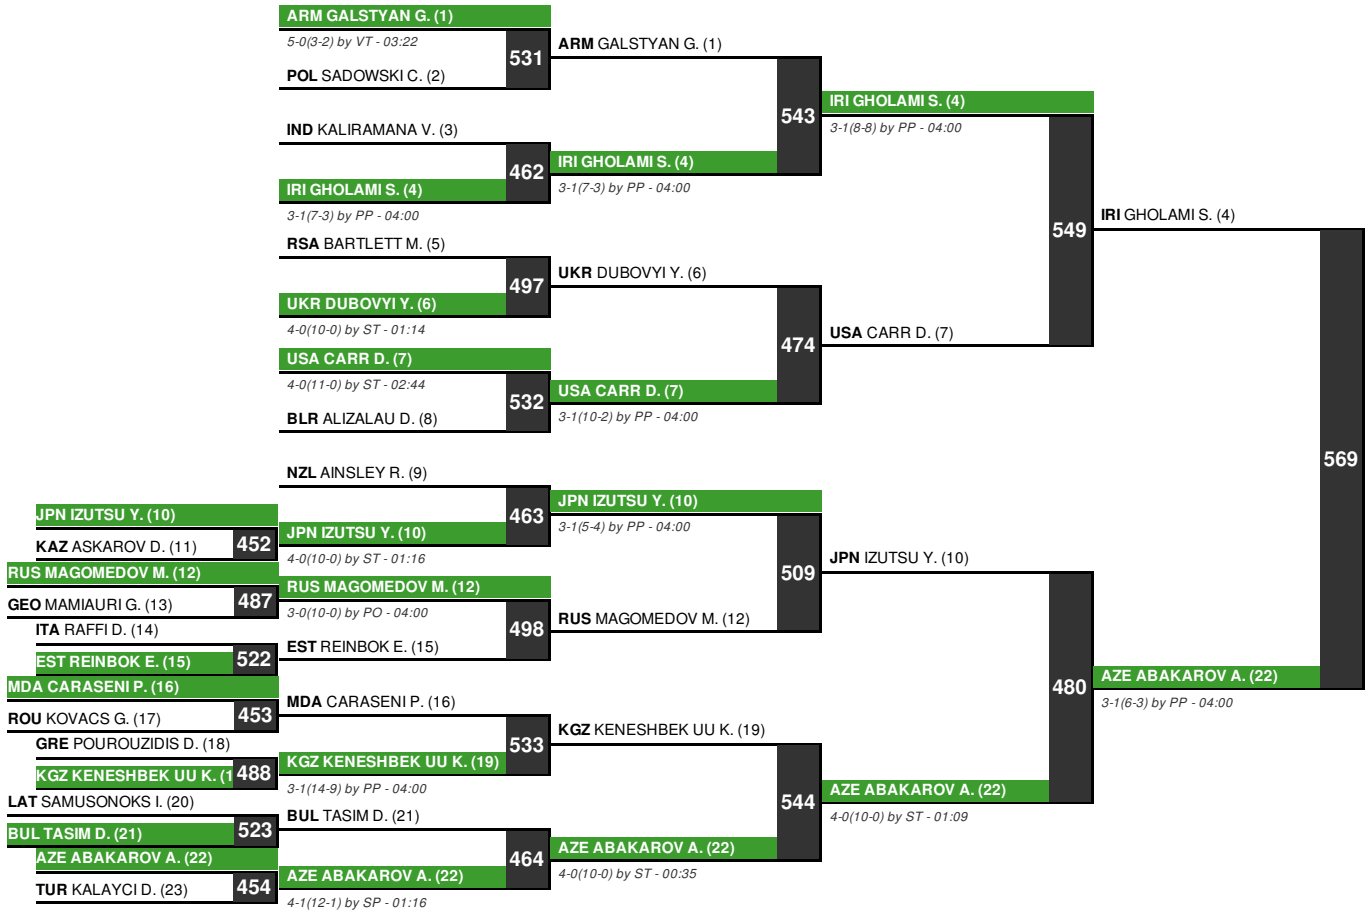 ARM GALSTYAN G. (1)
5-0(3-2) by VT - 03:22
531
POL SADOWSKI C. (2)
ARM GALSTYAN G. (1)
IND KALIRAMANA V. (3)
462
IRI GHOLAMI S. (4)
3-1(7-3) by PP - 04:00
543
IRI GHOLAMI S. (4)
3-1(7-3) by PP - 04:00
IRI GHOLAMI S. (4)
3-1(8-8) by PP - 04:00
RSA BARTLETT M. (5)
497
UKR DUBOVYI Y. (6)
4-0(10-0) by ST - 01:14
UKR DUBOVYI Y. (6)
USA CARR D. (7)
4-0(11-0) by ST - 02:44
532
BLR ALIZALAU D. (8)
474
USA CARR D. (7)
3-1(10-2) by PP - 04:00
USA CARR D. (7)
549
IRI GHOLAMI S. (4)
569
NZL AINSLEY R. (9)
JPN IZUTSU Y. (10)
KAZ ASKAROV D. (11)
452
463
JPN IZUTSU Y. (10)
4-0(10-0) by ST - 01:16
JPN IZUTSU Y. (10)
3-1(5-4) by PP - 04:00
RUS MAGOMEDOV M. (12)
GEO MAMIAURI G. (13)
487
RUS MAGOMEDOV M. (12)
3-0(10-0) by PO - 04:00
498
ITA RAFFI D. (14)
EST REINBOK E. (15)
522
EST REINBOK E. (15)
509
RUS MAGOMEDOV M. (12)
JPN IZUTSU Y. (10)
MDA CARASENI P. (16)
ROU KOVACS G. (17)
453
MDA CARASENI P. (16)
GRE POUROUZIDIS D. (18)
KGZ KENESHBEK UU K. (1
488
533
KGZ KENESHBEK UU K. (19)
3-1(14-9) by PP - 04:00
KGZ KENESHBEK UU K. (19)
480
AZE ABAKAROV A. (22)
3-1(6-3) by PP - 04:00
LAT SAMUSONOKS I. (20)
BUL TASIM D. (21)
523
BUL TASIM D. (21)
544
AZE ABAKAROV A. (22)
4-0(10-0) by ST - 01:09
AZE ABAKAROV A. (22)
TUR KALAYCI D. (23)
454
464
AZE ABAKAROV A. (22)
4-1(12-1) by SP - 01:16
AZE ABAKAROV A. (22)
4-0(10-0) by ST - 00:35